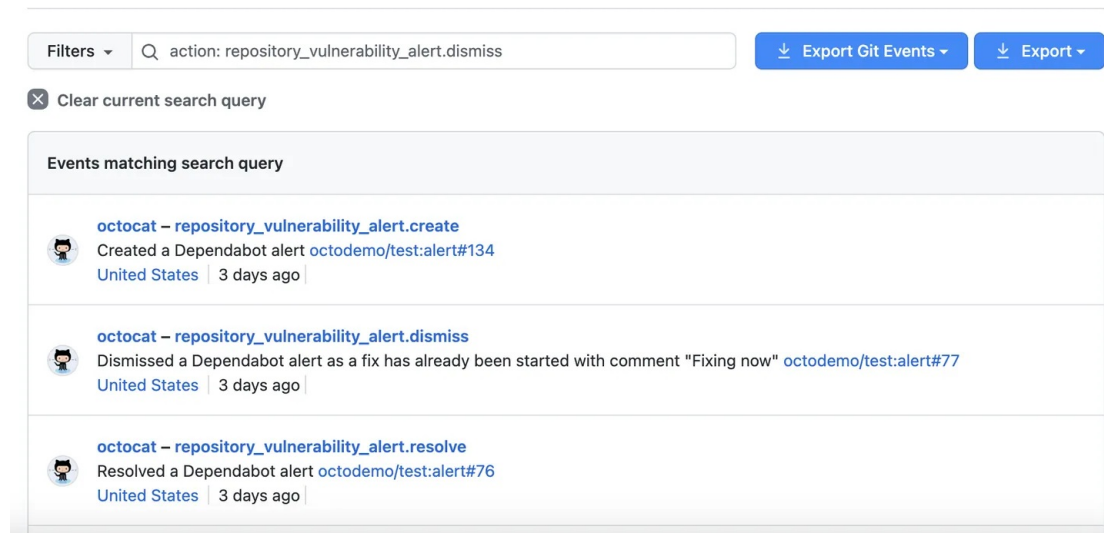 Filters
action: repository_vulnerability_alert.dismiss
Export Git Events
Export
Clear current search query
Events matching search query
octocat – repository_vulnerability_alert.create
Created a Dependabot alert octodemo/test:alert#134
United States 3 days ago
octocat – repository_vulnerability_alert.dismiss
Dismissed a Dependabot alert as a fix has already been started with comment "Fixing now" octodemo/test:alert#77
United States 3 days ago
octocat – repository_vulnerability_alert.resolve
Resolved a Dependabot alert octodemo/test:alert#76
United States 3 days ago